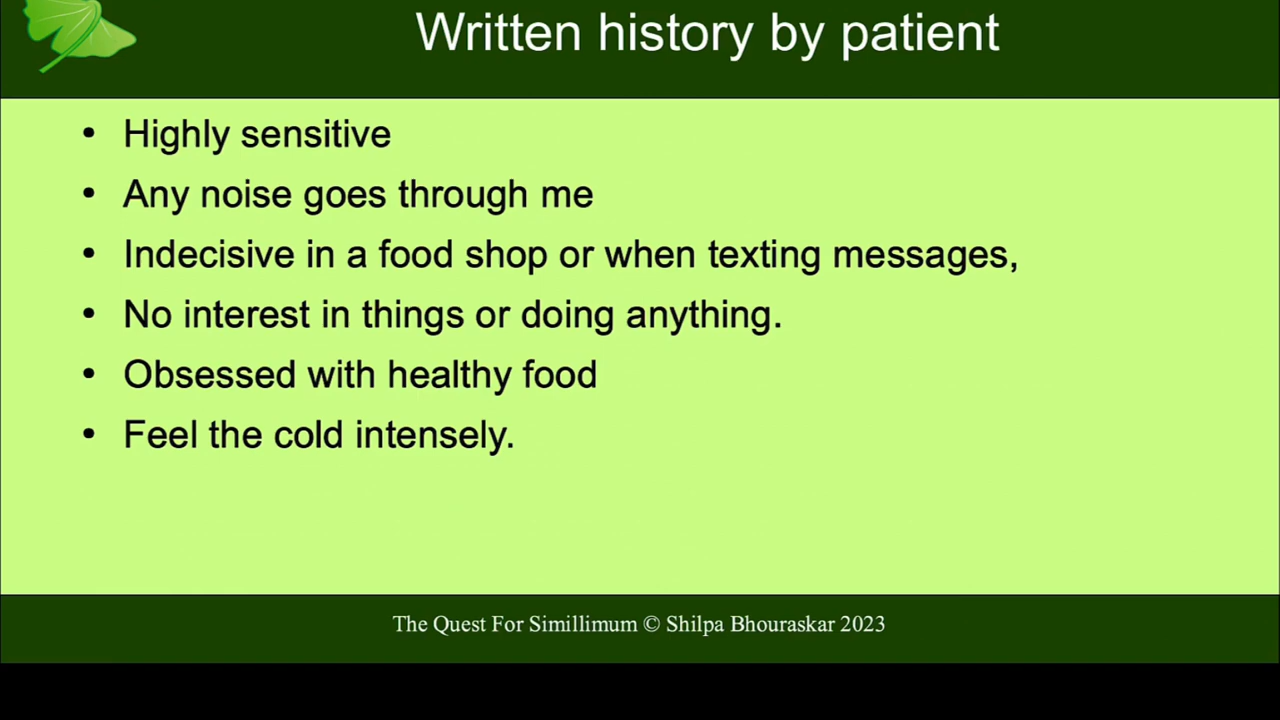 Written history by patient
• Highly sensitive
• Any noise goes through me
• Indecisive in a food shop or when texting messages,
• No interest in things or doing anything.
• Obsessed with healthy food
• Feel the cold intensely.
The Quest For Simillimum © Shilpa Bhouraskar 2023